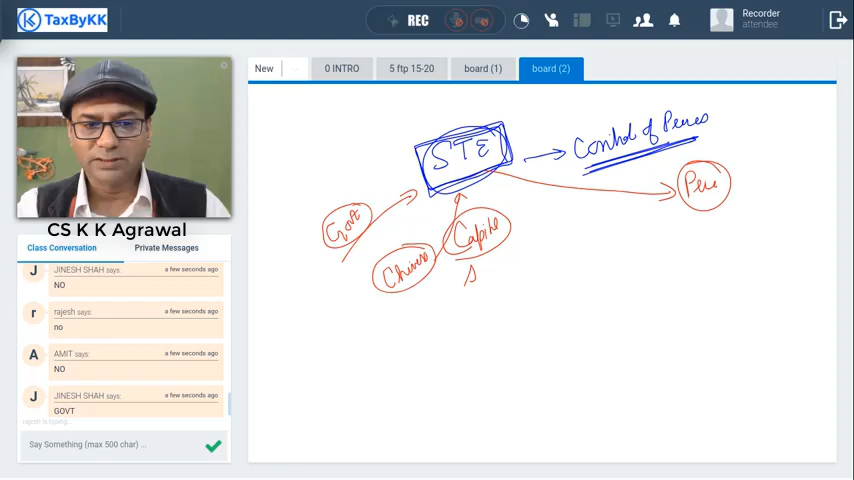 TaxByKK
REC
Recorder
attendee
New
0 INTRO
5 ftp 15-20
board (1)
board (2)
STE
Control of Prices
Govt
Capital
CS K K Agrawal
Class Conversation
Private Messages
J
JINESH SHAH says:
a few seconds ago
NO
r
rajesh says:
a few seconds ago
no
A
AMIT says:
a few seconds ago
NO
J
JINESH SHAH says:
a few seconds ago
GOVT
rajesh is typing...
Say Something (max 500 char) ...